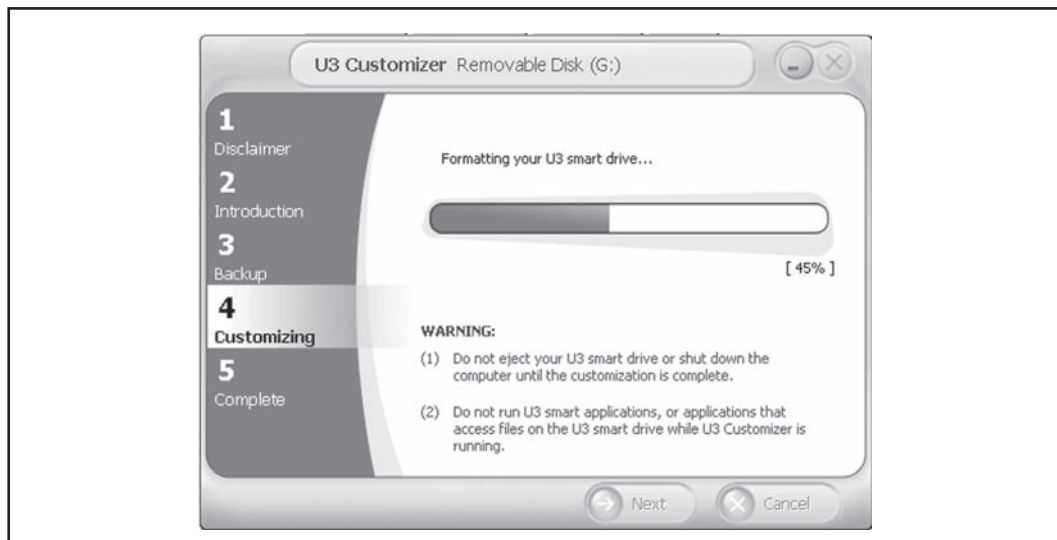 U3 Customizer Removable Disk (G:)
1
Disclaimer
2
Introduction
3
Backup
4
Customizing
5
Complete
Formatting your U3 smart drive...
[ 45% ]
WARNING:
(1) Do not eject your U3 smart drive or shut down the
computer until the customization is complete.
(2) Do not run U3 smart applications, or applications that
access files on the U3 smart drive while U3 Customizer is
running.
Next
Cancel